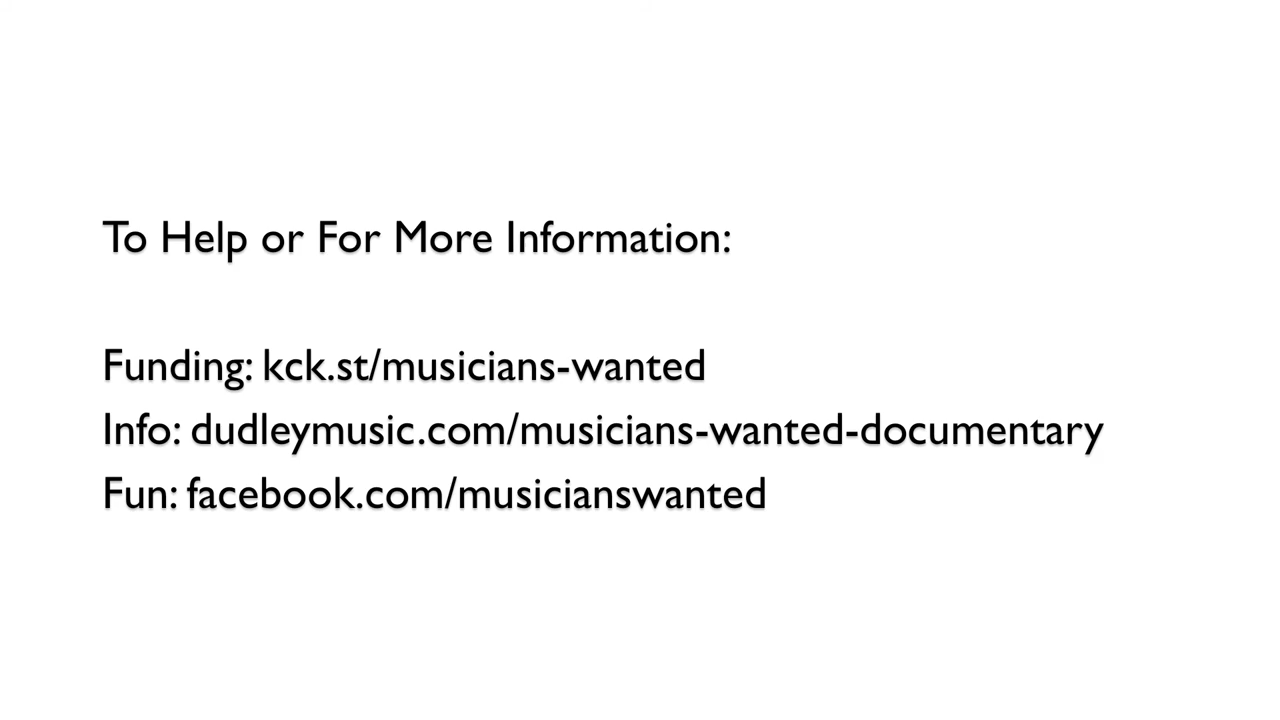 To Help or For More Information:
Funding: kck.st/musicians-wanted
Info: dudleymusic.com/musicians-wanted-documentary
Fun: facebook.com/musicianswanted